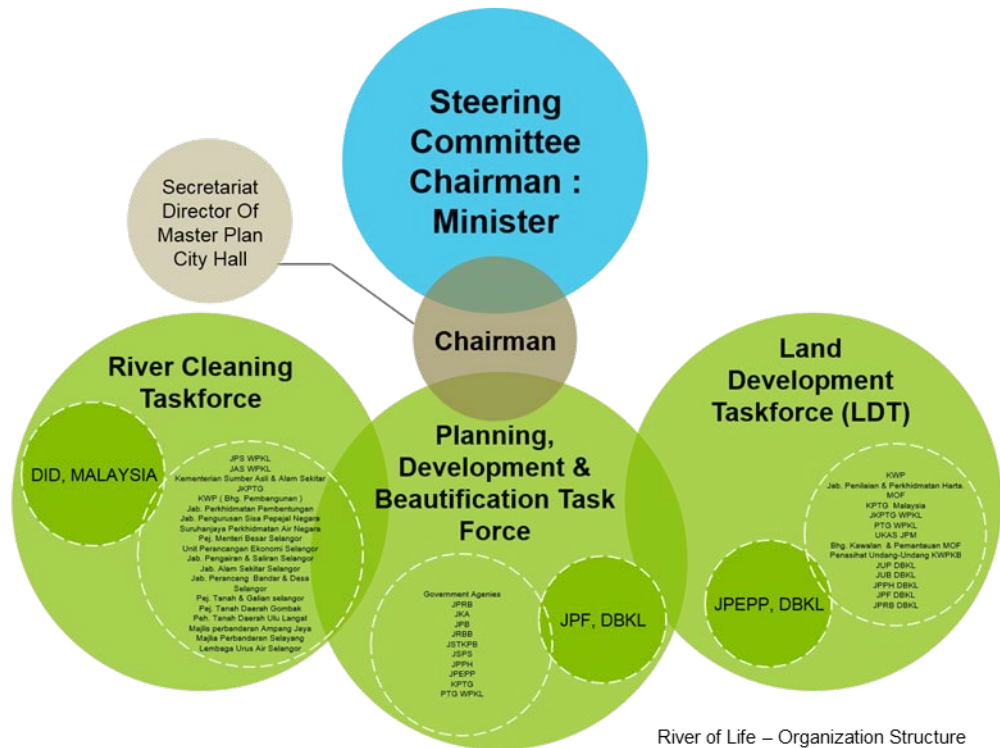 Steering
Committee
Chairman :
Minister
Secretariat
Director Of
Master Plan
City Hall
Chairman
River Cleaning
Taskforce
DID, MALAYSIA
JPS WPKL
JAS WPKL
Kementerian Sumber Asli & Alam Sekitar
JKPTG
KWP ( Bhg. Pembangunan )
Jab. Perkhidmatan Pembentungan
Jab. Pengurusan Sisa Pepejal Negara
Suruhanjaya Perkhidmatan Air Negara
Pej. Menteri Besar Selangor
Unit Perancangan Ekonomi Selangor
Jab. Pengairan & Saliran Selangor
Jab. Alam Sekitar Selangor
Jab. Perancang Bandar & Desa
Selangor
Pej. Tanah & Galian selangor
Pej. Tanah Daerah Gombak
Peh. Tanah Daerah Ulu Langat
Majlia perbandaran Ampang Jaya
Majlia Perbandaran Selayang
Lembaga Urus Air Selangor
Planning,
Development &
Beautification Task
Force
Government Agenies
JPRB
JKA
JPB
JRBB
JSTKPB
JSPS
JPPH
JPEPP
KPTG
PTG WPKL
JPF, DBKL
Land
Development
Taskforce (LDT)
KWP
Jab. Penilaian & Perkhidmatan Harta.
MOF
KPTG Malaysia
JKPTG WPKL
PTG WPKL
UKAS JPM
Bhg. Kawalan & Pemantauan MOF
Penasihat Undang-Undang KWPKB
JUP DBKL
JUB DBKL
JPPH DBKL
JPF DBKL
JPRB DBKL
JPEPP, DBKL
River of Life – Organization Structure